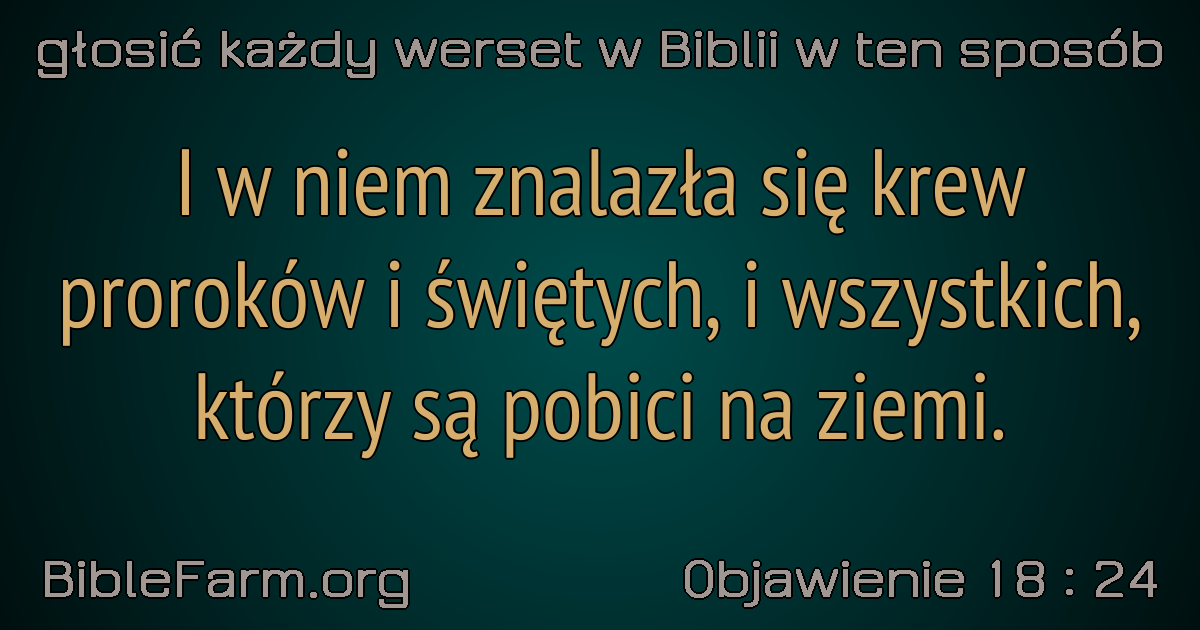 głosić każdy werset w Biblii w ten sposób
I w niem znalazła się krew
proroków i świętych, i wszystkich,
którzy są pobici na ziemi.
BibleFarm.org
Objawienie 18 : 24